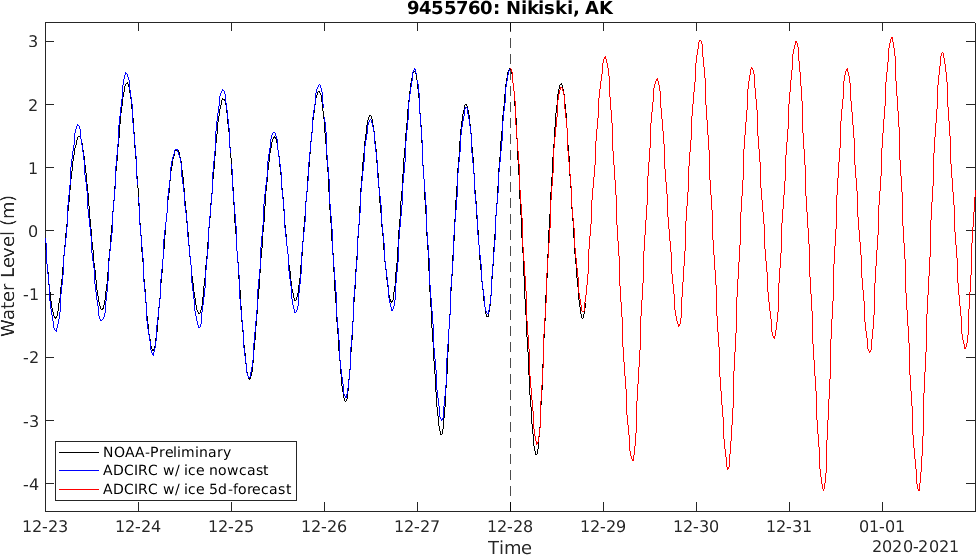 9455760: Nikiski, AK
Water Level (m)
3
2
1
0
-1
-2
-3
-4
NOAA-Preliminary
ADCIRC w/ ice nowcast
ADCIRC w/ ice 5d-forecast
12-23 12-24 12-25 12-26 12-27 12-28 12-29 12-30 12-31 01-01
Time
2020-2021